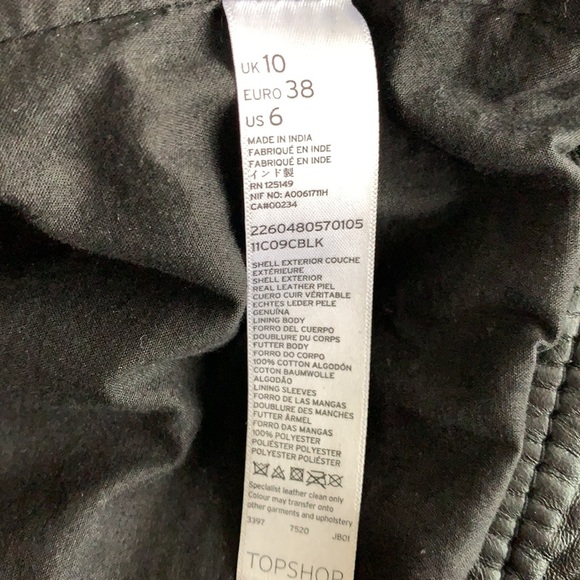 UK 10
EURO 38
US 6
MADE IN INDIA
FABRIQUÉ EN INDE
FABRIQUÉ EN INDE
インド製
RN 125149
NIF NO: A0061711H
CA#00234
2260480570105
11C09CBLK
SHELL EXTERIOR COUCHE
EXTÉRIEURE
SHELL EXTERIOR
REAL LEATHER PIEL
CUERO CUIR VÉRITABLE
ECHTES LEDER PELE
GENUÍNA
LINING BODY
FORRO DEL CUERPO
DOUBLURE DU CORPS
FUTTER BODY
FORRO DO CORPO
100% COTTON ALGODÓN
COTON BAUMWOLLE
ALGODÃO
LINING SLEEVES
FORRO DE LAS MANGAS
DOUBLURE DES MANCHES
FUTTER ÄRMEL
FORRO DAS MANGAS
100% POLYESTER
POLIÉSTER POLYESTER
POLYESTER POLIÉSTER
Specialist leather clean only
Colour may transfer onto
other garments and upholstery
3397 7520 JB01
TOPSHOP